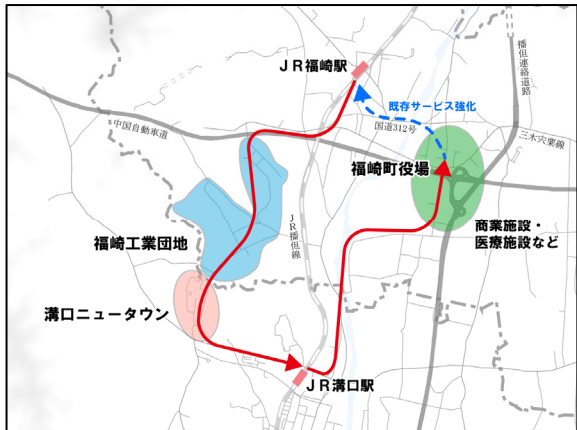 JR福崎駅
播但連絡道路
既存サービス強化
中国自動車道
国道312号
三木宍粟線
福崎町役場
JR播但線
福崎工業団地
商業施設・
医療施設など
溝口ニュータウン
JR溝口駅